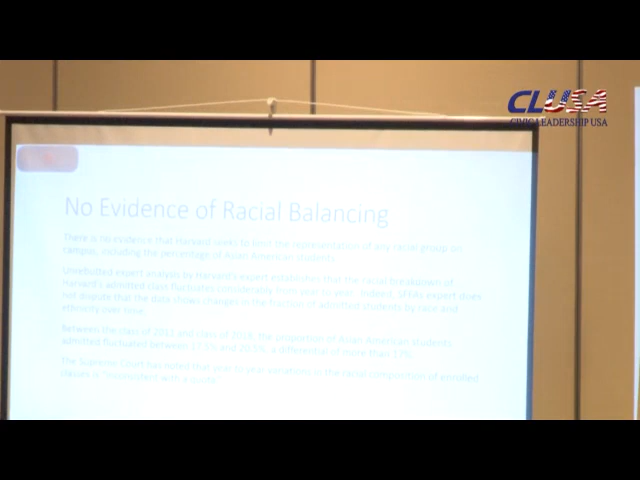 CLUSA
CIVIC LEADERSHIP USA
No Evidence of Racial Balancing
There is no evidence that Harvard seeks to limit the representation of any racial group on
campus, including the percentage of Asian American students.
Unrebutted expert analysis by Harvard's expert establishes that the racial breakdown of
Harvard's admitted class fluctuates considerably from year to year. Indeed, SFFA's expert does
not dispute that the data shows changes in the fraction of admitted students by race and
ethnicity over time.
Between the class of and class of the proportion of Asian American students
admitted fluctuated between and a differential of more than
The Supreme Court has noted that year to year variations in the racial composition of enrolled
classes is "inconsistent with a quota."